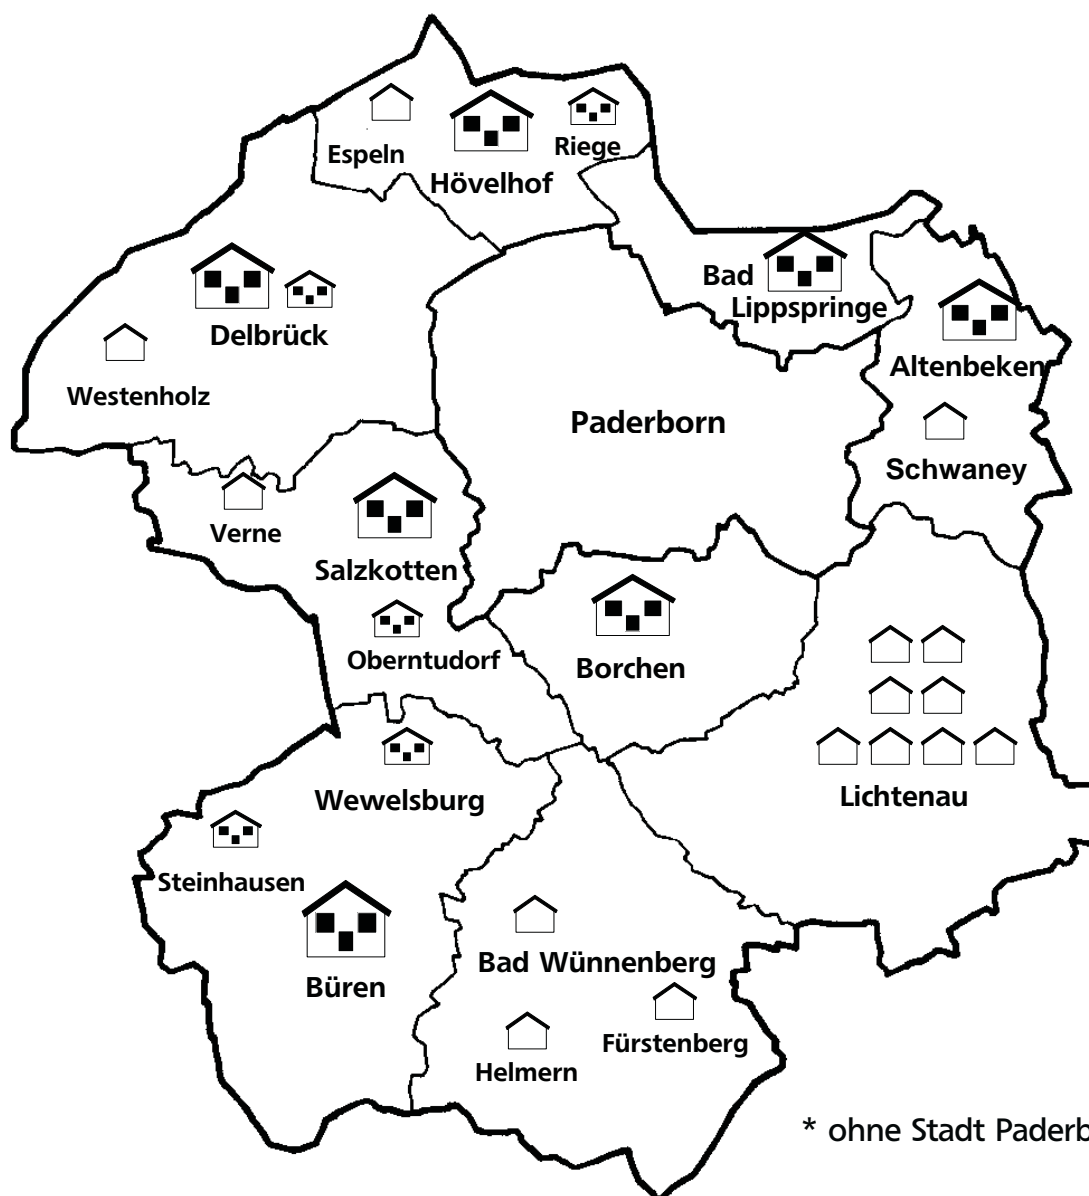 Espeln
Riege
Hövelhof
Bad
Lippspringe
Delbrück
Altenbeken
Westenholz
Paderborn
Schwaney
Verne
Salzkotten
Oberntudorf
Borchen
Wewelsburg
Lichtenau
Steinhausen
Bad Wünnenberg
Büren
Fürstenberg
Helmern
* ohne Stadt Paderb